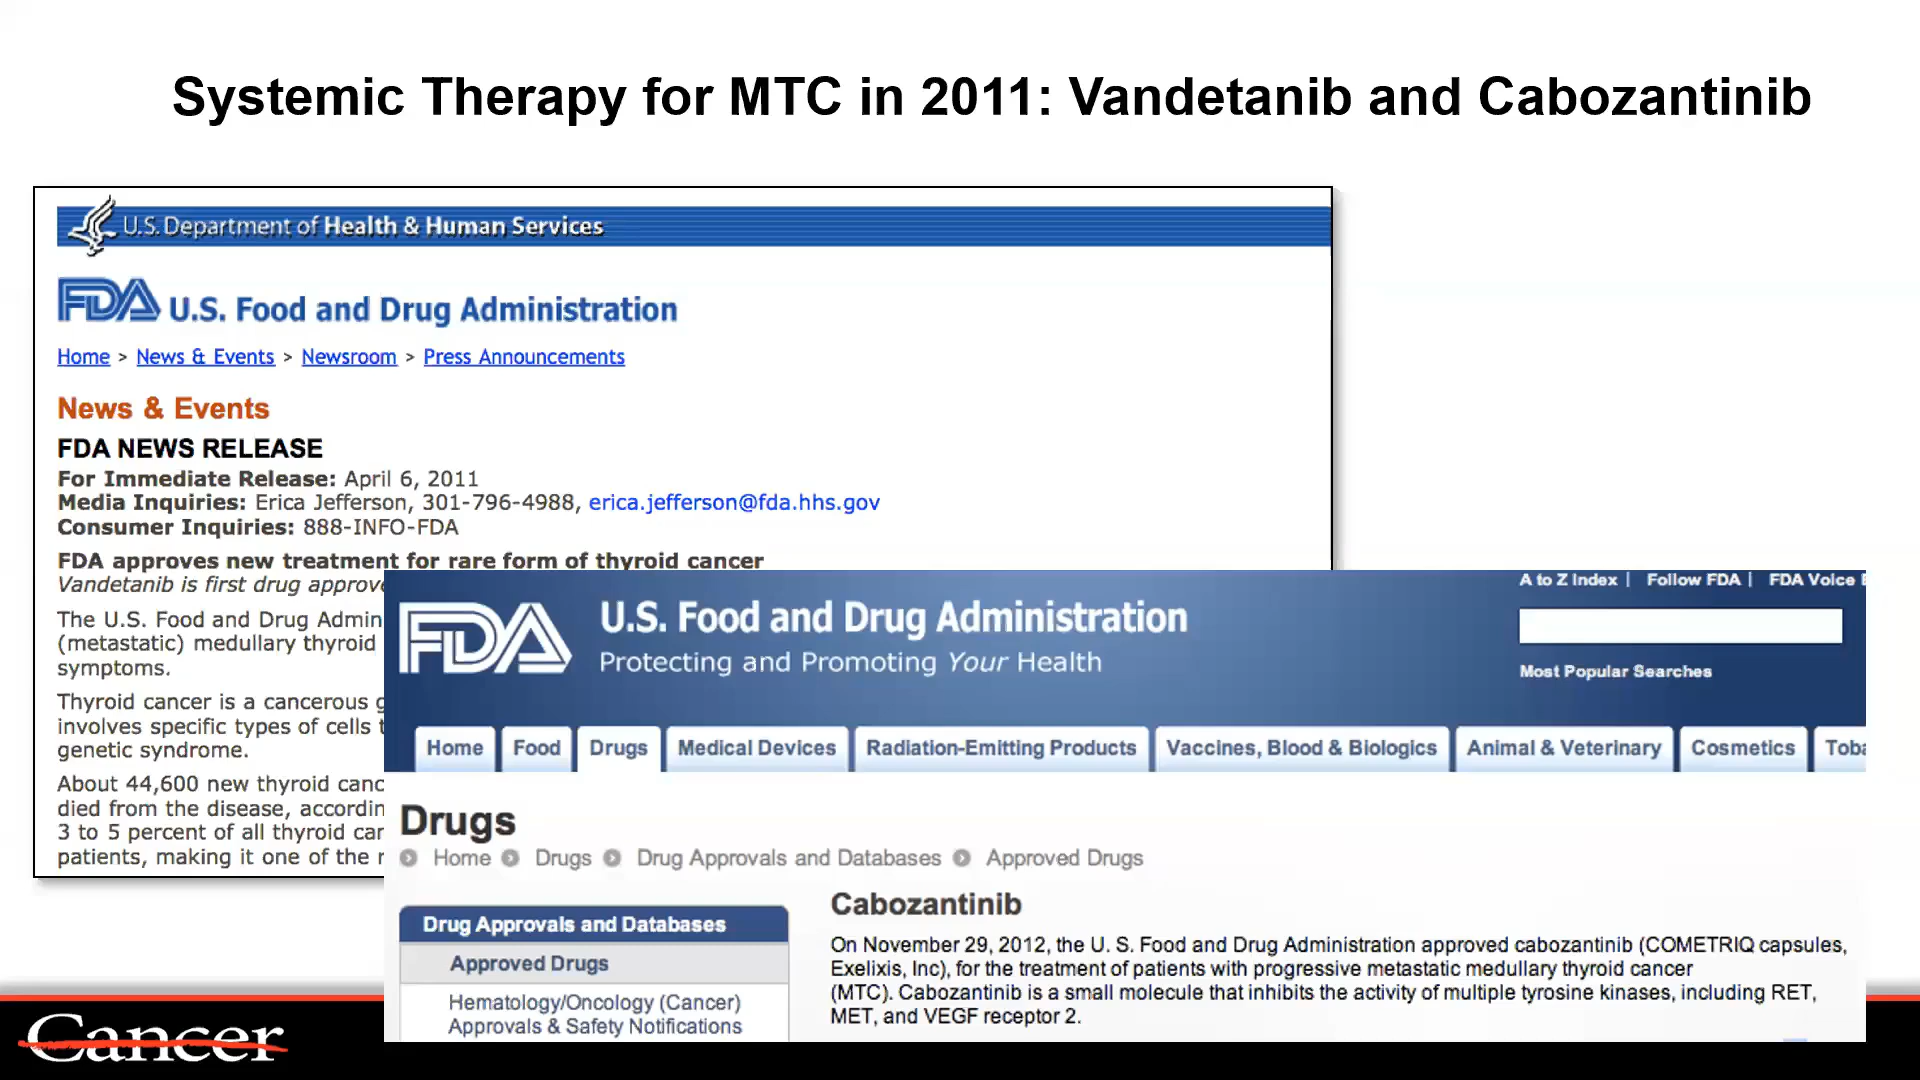 Systemic Therapy for MTC in 2011: Vandetanib and Cabozantinib
U.S. Department of Health & Human Services
FDA U.S. Food and Drug Administration
Home > News & Events > Newsroom > Press Announcements
News & Events
FDA NEWS RELEASE
For Immediate Release: April 6, 2011
Media Inquiries: Erica Jefferson, 301-796-4988, erica.jefferson@fda.hhs.gov
Consumer Inquiries: 888-INFO-FDA
FDA approves new treatment for rare form of thyroid cancer
Vandetanib is first drug approve
The U.S. Food and Drug Admin
(metastatic) medullary thyroid
symptoms.
Thyroid cancer is a cancerous g
involves specific types of cells t
genetic syndrome.
About 44,600 new thyroid canc
died from the disease, accordin
3 to 5 percent of all thyroid car
patients, making it one of the r
A to Z Index | Follow FDA | FDA Voice
FDA U.S. Food and Drug Administration
Protecting and Promoting Your Health
Most Popular Searches
Home Food Drugs Medical Devices Radiation-Emitting Products Vaccines, Blood & Biologics Animal & Veterinary Cosmetics Toba
Drugs
Home Drugs Drug Approvals and Databases Approved Drugs
Drug Approvals and Databases
Approved Drugs
Hematology/Oncology (Cancer)
Approvals & Safety Notifications
Cabozantinib
On November 29, 2012, the U. S. Food and Drug Administration approved cabozantinib (COMETRIQ capsules,
Exelixis, Inc), for the treatment of patients with progressive metastatic medullary thyroid cancer
(MTC). Cabozantinib is a small molecule that inhibits the activity of multiple tyrosine kinases, including RET,
MET, and VEGF receptor 2.
Cancer